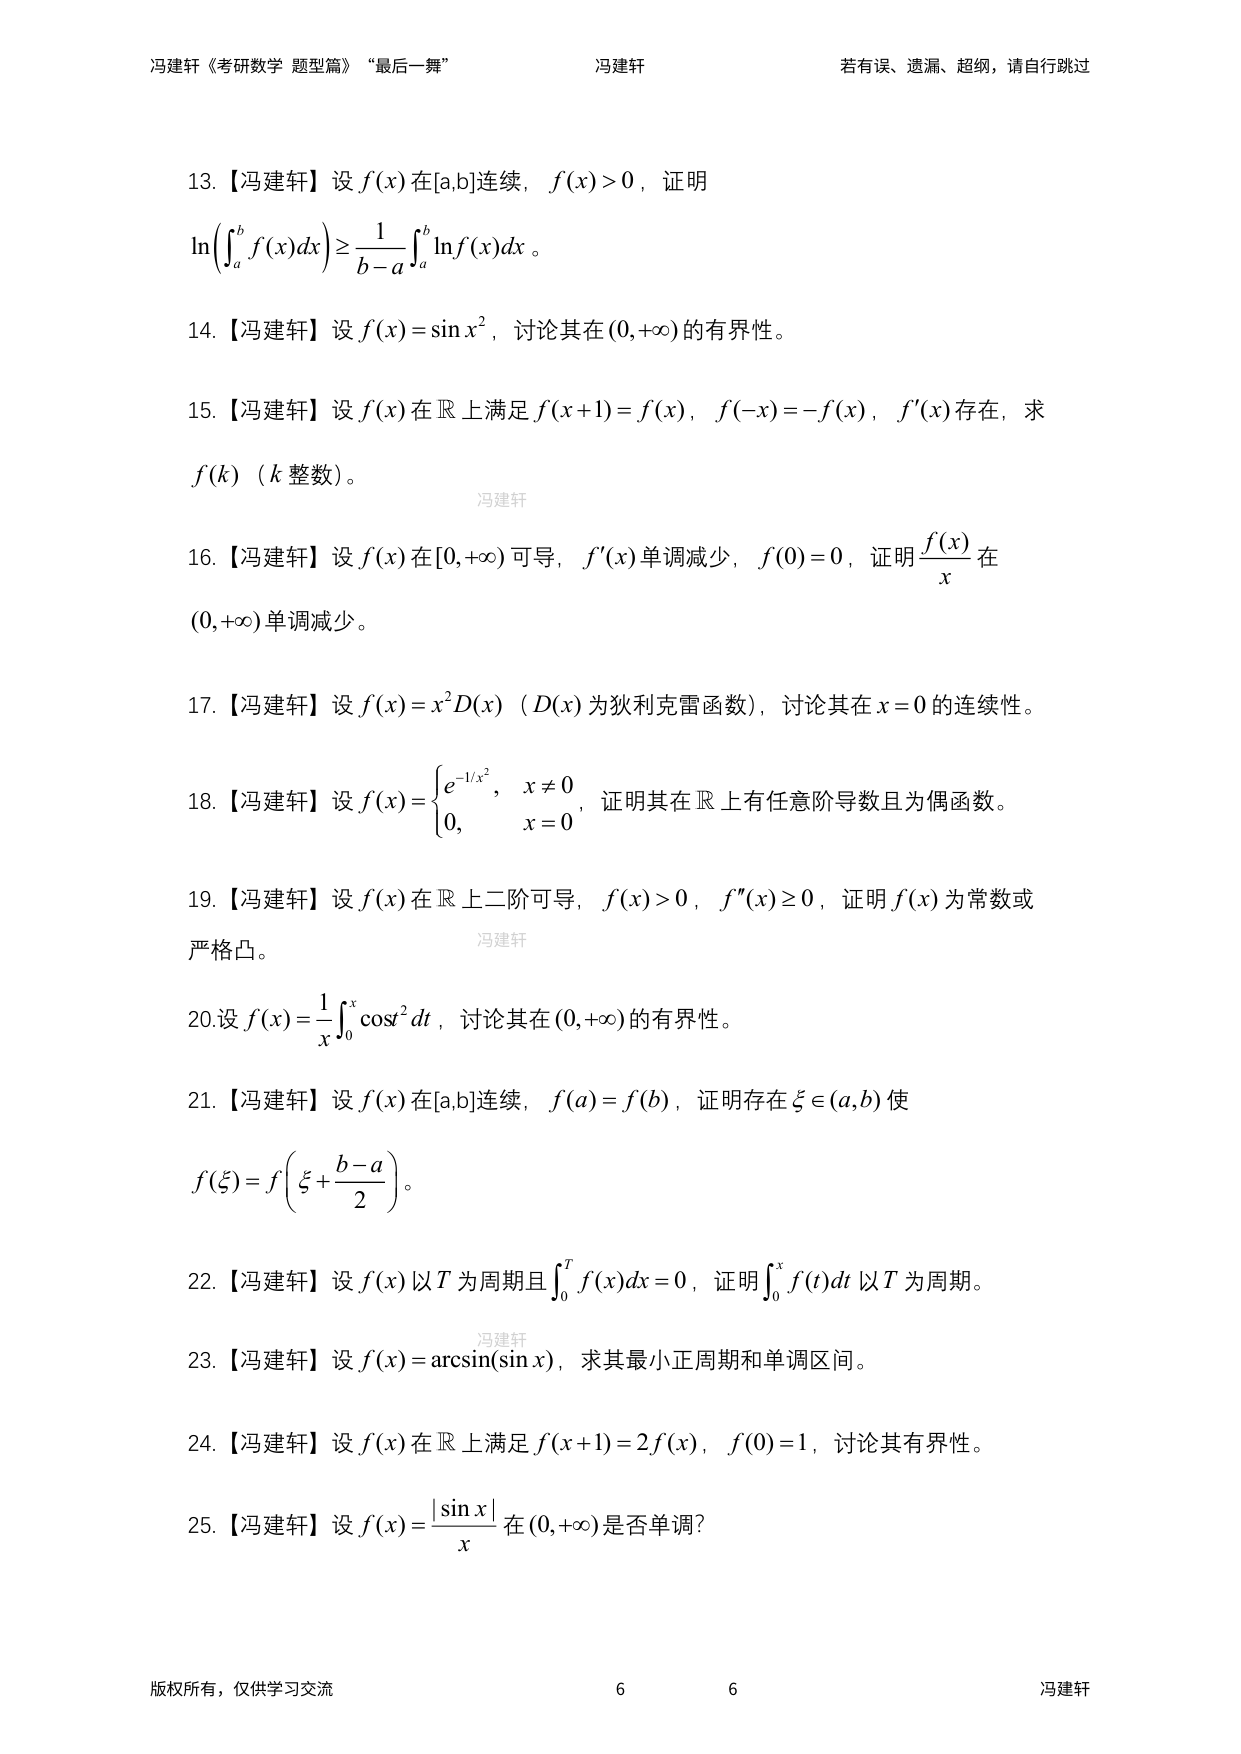 冯建轩《考研数学 题型篇》“最后一舞” 冯建轩 若有误、遗漏、超纲，请自行跳过
13.【冯建轩】设 f(x) 在[a,b]连续， f(x) > 0 ，证明
ln(∫_a^b f(x)dx) ≥ \frac{1}{b-a} ∫_a^b ln f(x)dx 。
14.【冯建轩】设 f(x) = sin x^2 ，讨论其在 (0,+∞) 的有界性。
15.【冯建轩】设 f(x) 在 ℝ 上满足 f(x+1) = f(x) ， f(−x) = −f(x) ， f′(x) 存在，求
f(k) （ k 整数）。
冯建轩
16.【冯建轩】设 f(x) 在 [0,+∞) 可导， f′(x) 单调减少， f(0) = 0 ，证明 \frac{f(x)}{x} 在
(0,+∞) 单调减少。
17.【冯建轩】设 f(x) = x^2 D(x) （ D(x) 为狄利克雷函数），讨论其在 x = 0 的连续性。
18.【冯建轩】设 f(x) = { e^{−1/x^2}, x ≠ 0 ; 0, x = 0 ，证明其在 ℝ 上有任意阶导数且为偶函数。
19.【冯建轩】设 f(x) 在 ℝ 上二阶可导， f(x) > 0 ， f″(x) ≥ 0 ，证明 f(x) 为常数或
严格凸。
冯建轩
20.设 f(x) = \frac{1}{x} ∫_0^x cos t^2 dt ，讨论其在 (0,+∞) 的有界性。
21.【冯建轩】设 f(x) 在[a,b]连续， f(a) = f(b) ，证明存在 ξ ∈ (a,b) 使
f(ξ) = f(ξ + \frac{b−a}{2}) 。
22.【冯建轩】设 f(x) 以 T 为周期且 ∫_0^T f(x)dx = 0 ，证明 ∫_0^x f(t)dt 以 T 为周期。
冯建轩
23.【冯建轩】设 f(x) = arcsin(sin x) ，求其最小正周期和单调区间。
24.【冯建轩】设 f(x) 在 ℝ 上满足 f(x+1) = 2f(x) ， f(0) = 1 ，讨论其有界性。
25.【冯建轩】设 f(x) = \frac{|sin x|}{x} 在 (0,+∞) 是否单调？
版权所有，仅供学习交流 6 6 冯建轩